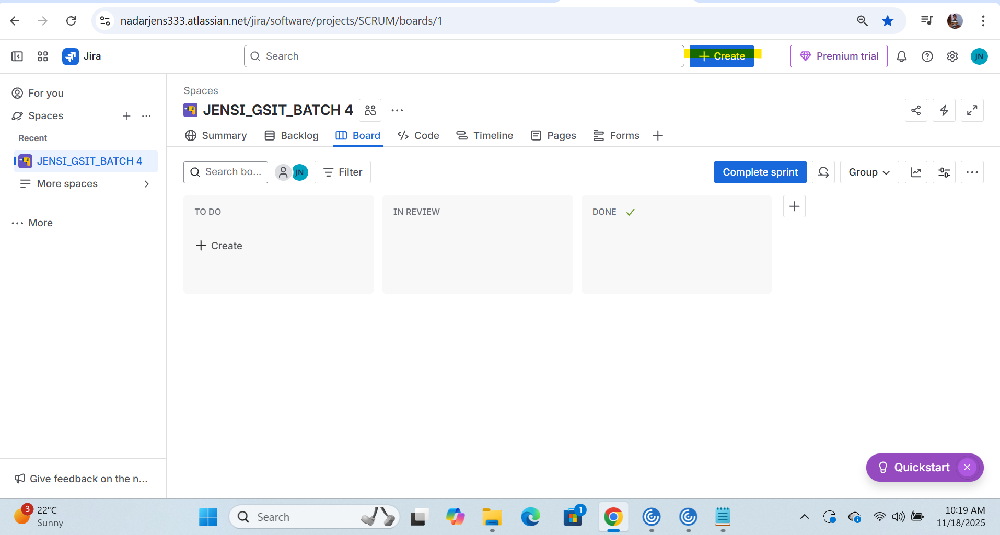 nadarjens333.atlassian.net/jira/software/projects/SCRUM/boards/1
Jira
Search
Create
Premium trial
JN
For you
Spaces
Recent
JENSI_GSIT_BATCH 4
More spaces
More
Give feedback on the n...
Spaces
JENSI_GSIT_BATCH 4
Summary Backlog Board Code Timeline Pages Forms
Search bo... JN Filter Complete sprint Group
TO DO IN REVIEW DONE
Create
Quickstart
3
22°C
Sunny
Search
1
10:19 AM
11/18/2025